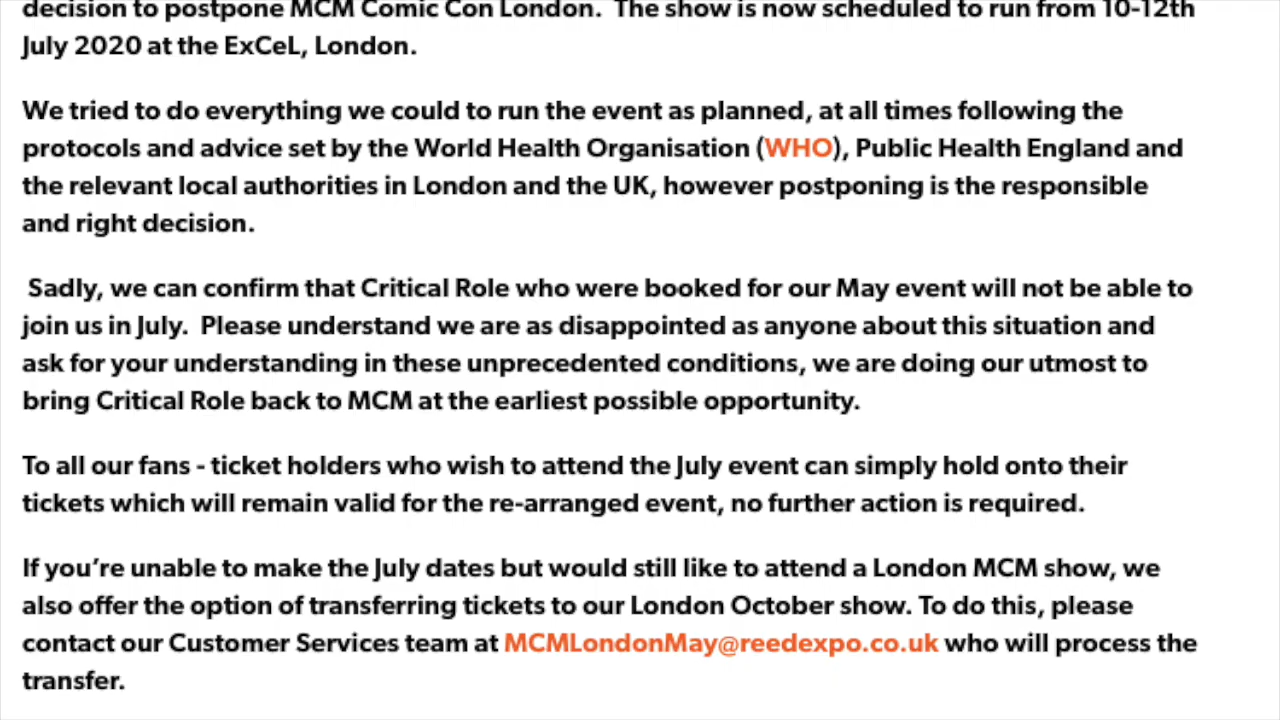 decision to postpone MCM Comic Con London.  The show is now scheduled to run from 10-12th
July 2020 at the ExCeL, London.
We tried to do everything we could to run the event as planned, at all times following the
protocols and advice set by the World Health Organisation (WHO), Public Health England and
the relevant local authorities in London and the UK, however postponing is the responsible
and right decision.
Sadly, we can confirm that Critical Role who were booked for our May event will not be able to
join us in July.  Please understand we are as disappointed as anyone about this situation and
ask for your understanding in these unprecedented conditions, we are doing our utmost to
bring Critical Role back to MCM at the earliest possible opportunity.
To all our fans - ticket holders who wish to attend the July event can simply hold onto their
tickets which will remain valid for the re-arranged event, no further action is required.
If you’re unable to make the July dates but would still like to attend a London MCM show, we
also offer the option of transferring tickets to our London October show. To do this, please
contact our Customer Services team at MCMLondonMay@reedexpo.co.uk who will process the
transfer.